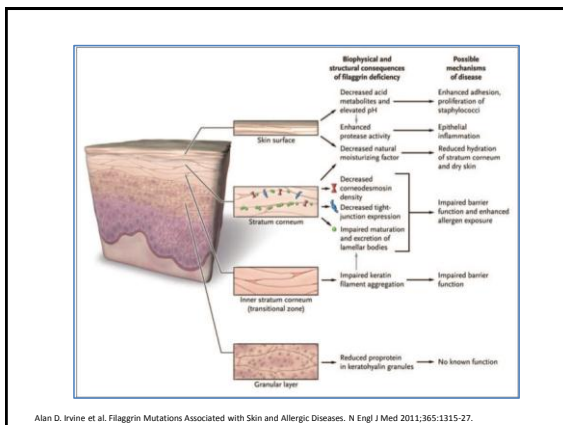 Biophysical and
structural consequences
of filaggrin deficiency
Possible
mechanisms
of disease
Decreased acid
metabolites and
elevated pH
Enhanced adhesion,
proliferation of
staphylococci
Enhanced
protease activity
Epithelial
inflammation
Skin surface
Decreased natural
moisturizing factor
Reduced hydration
of stratum corneum
and dry skin
Decreased
corneodesmosin
density
Decreased tight-
junction expression
Impaired maturation
and excretion of
lamellar bodies
Impaired barrier
function and enhanced
allergen exposure
Stratum corneum
Impaired keratin
filament aggregation
Impaired barrier
function
Inner stratum corneum
(transitional zone)
Reduced proprotein
in keratohyalin granules
No known function
Granular layer
Alan D. Irvine et al. Filaggrin Mutations Associated with Skin and Allergic Diseases. N Engl J Med 2011;365:1315-27.